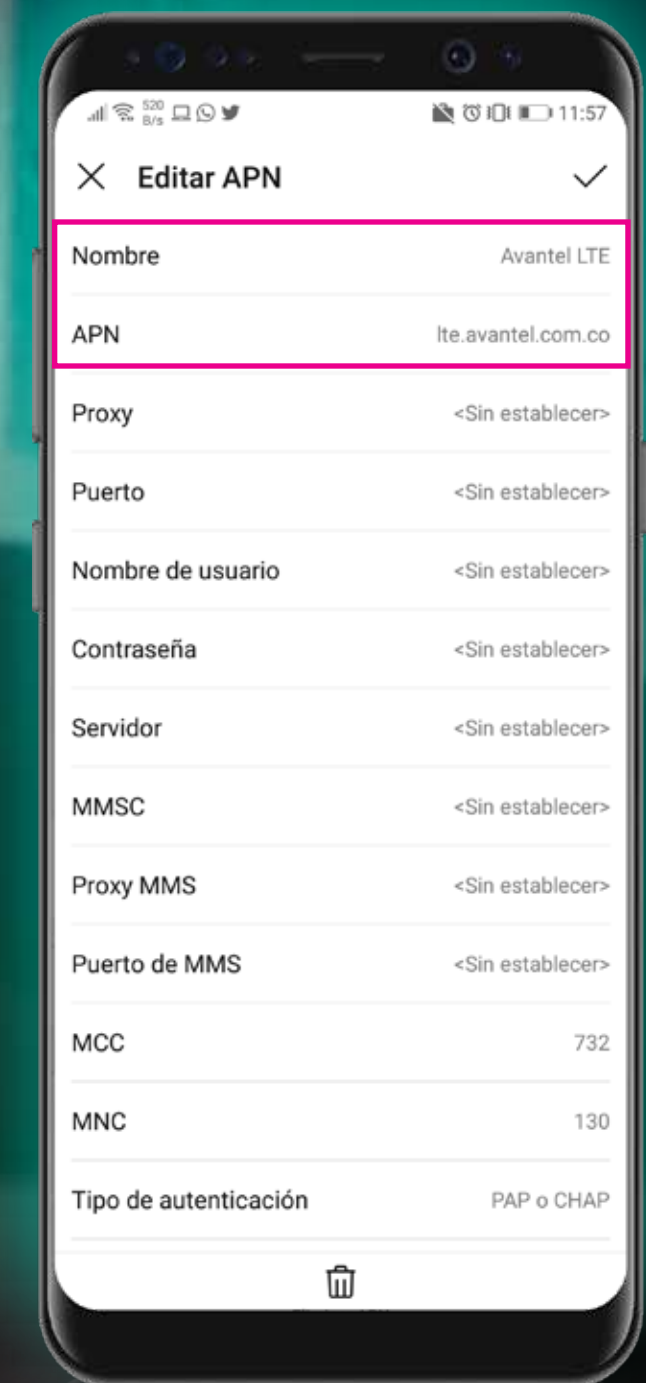 520
B/s
11:57
Editar APN
Nombre Avantel LTE
APN lte.avantel.com.co
Proxy <Sin establecer>
Puerto <Sin establecer>
Nombre de usuario <Sin establecer>
Contraseña <Sin establecer>
Servidor <Sin establecer>
MMSC <Sin establecer>
Proxy MMS <Sin establecer>
Puerto de MMS <Sin establecer>
MCC 732
MNC 130
Tipo de autenticación PAP o CHAP